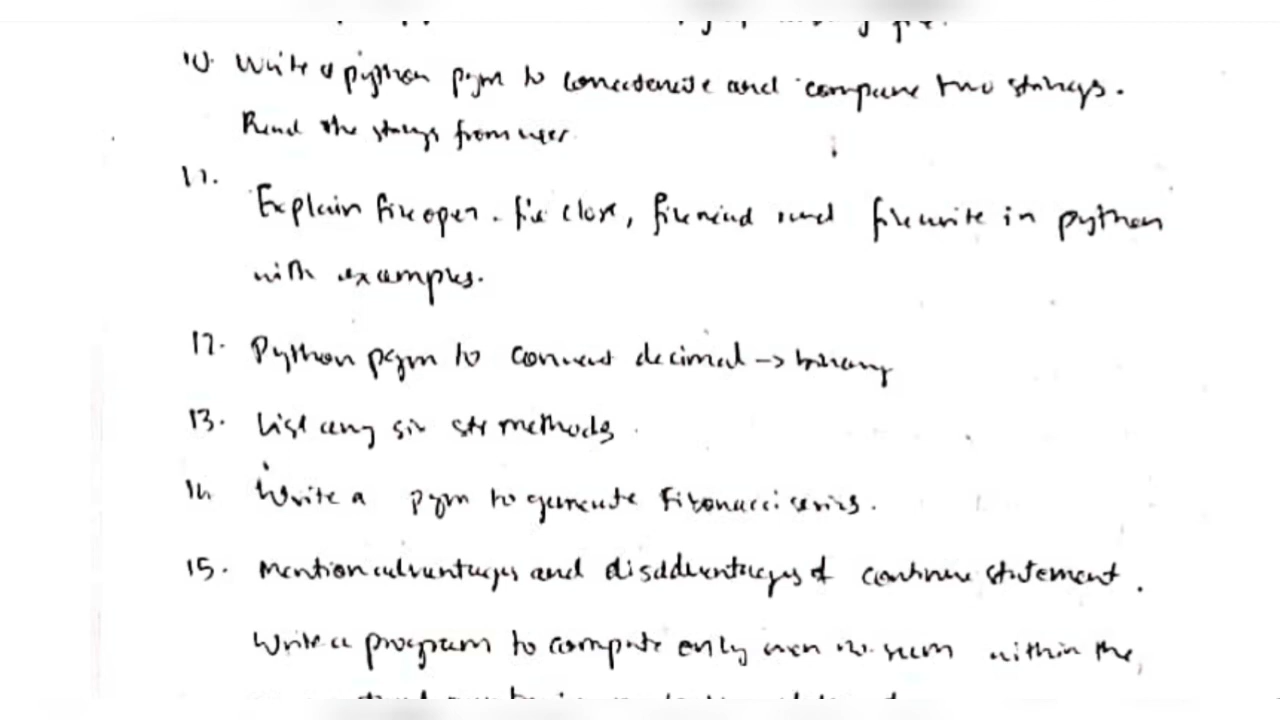 10. Write a python pgm to concatenate and compare two strings.
Read the strings from user
11.
Explain file open. file close, file read and file write in python
with examples.
12. Python pgm to convert decimal -> binary
13. List any six str methods.
14 Write a pgm to generate Fibonacci series.
15. Mention advantages and disaddvantages of continue statement.
Write a program to compute only even no. sum within the